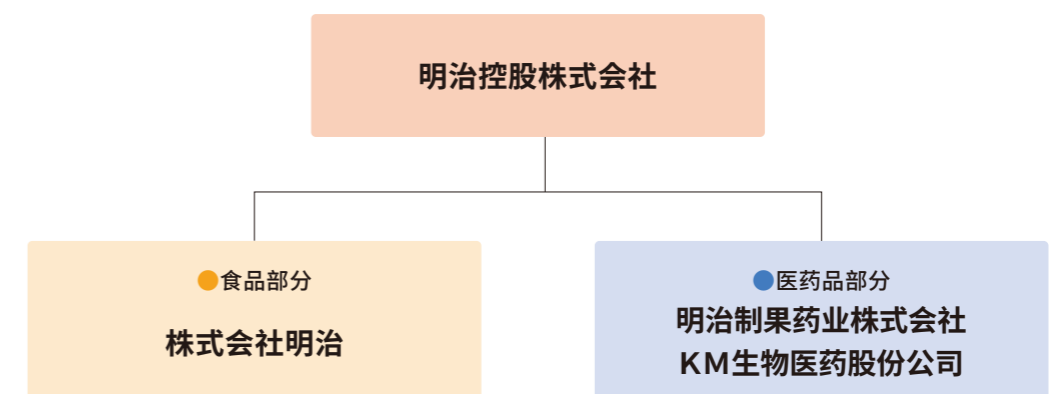 明治控股株式会社
●食品部分
株式会社明治
●医药品部分
明治制果药业株式会社
KM生物医药股份公司